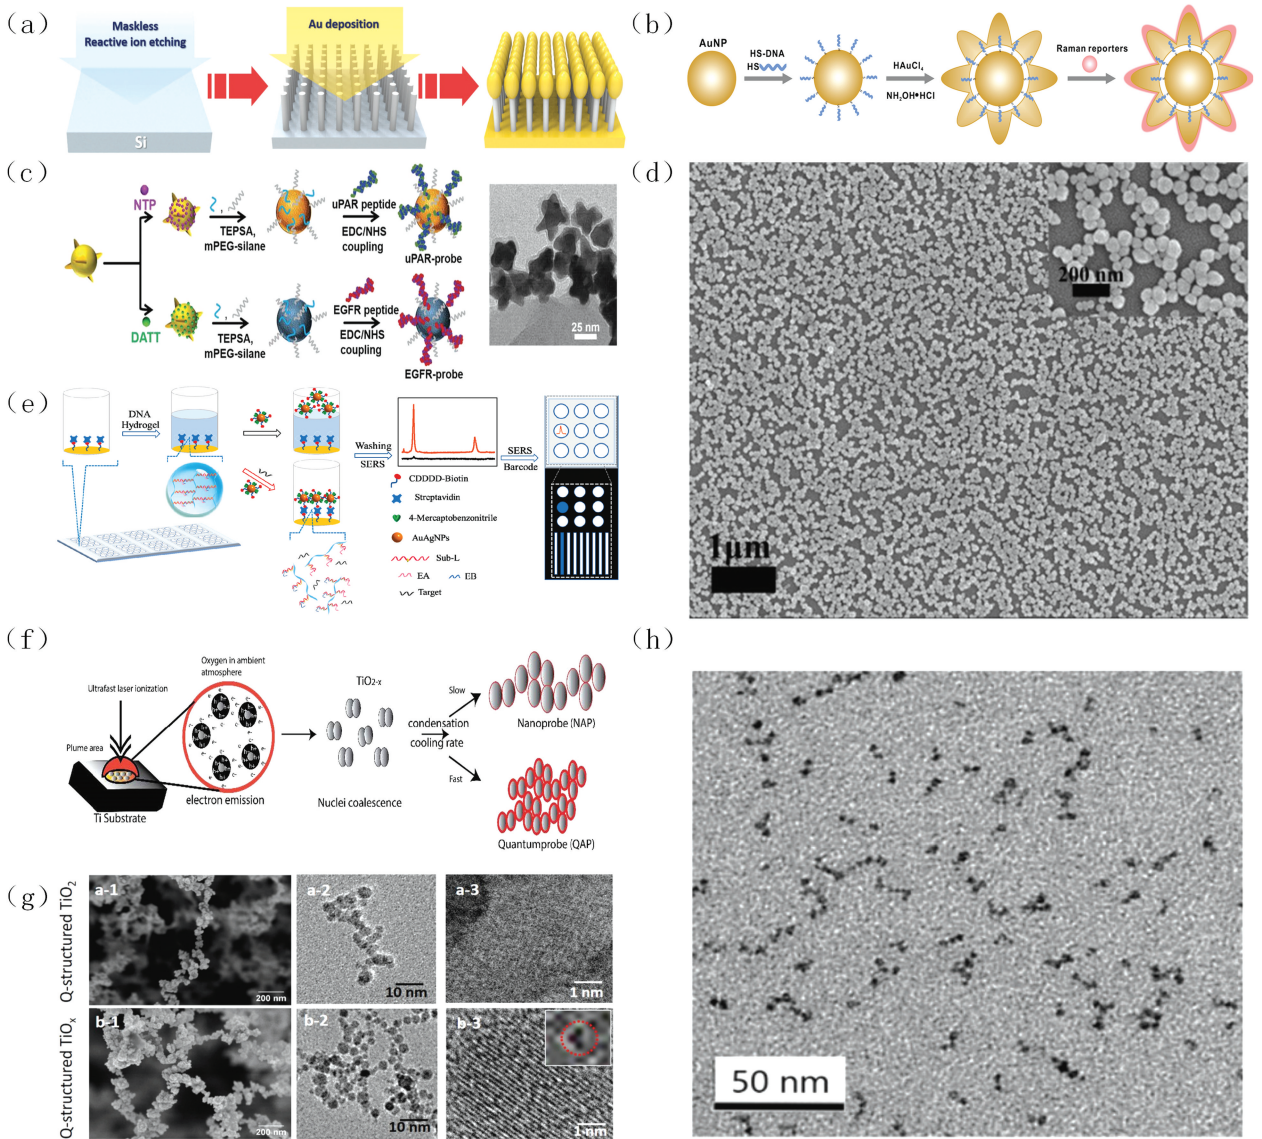 (a)
Maskless
Reactive ion etching
Si
Au deposition
(b)
AuNP
HS-DNA
HS
HAuCl₄
NH₂OH•HCl
Raman reporters
(c)
NTP
DATT
TEPSA,
mPEG-silane
uPAR peptide
EDC/NHS
coupling
uPAR-probe
TEPSA,
mPEG-silane
EGFR peptide
EDC/NHS
coupling
EGFR-probe
25 nm
(d)
200 nm
1μm
(e)
DNA
Hydrogel
Washing
SERS
SERS
Barcode
CDDDD-Biotin
Streptavidin
4-Mercaptobenzonitrile
AuAgNPs
Sub-L
EA
EB
Target
(f)
Ultrafast laser ionization
Plume area
Ti Substrate
Oxygen in ambient
atmosphere
electron emission
TiO₂₋ₓ
Nuclei coalescence
condensation
cooling rate
Slow
Fast
Nanoprobe (NAP)
Quantumprobe (QAP)
(g)
Q-structured TiO₂
a-1
200 nm
a-2
10 nm
a-3
1 nm
Q-structured TiOₓ
b-1
200 nm
b-2
10 nm
b-3
1nm
(h)
50 nm